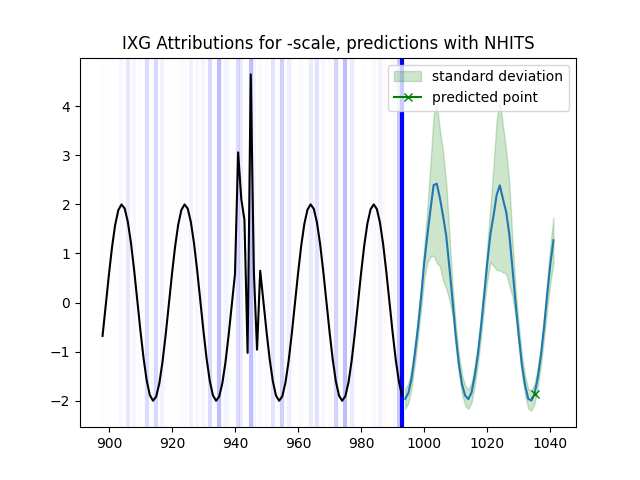 IXG Attributions for -scale, predictions with NHITS
standard deviation
predicted point
4
3
2
1
0
−1
−2
900 920 940 960 980 1000 1020 1040